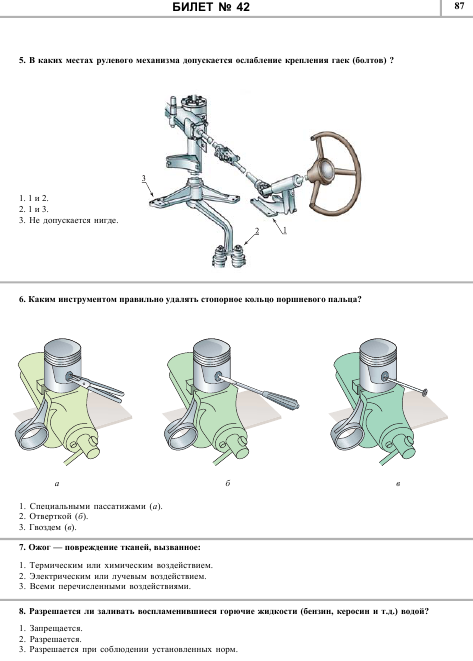 БИЛЕТ № 42
87
5. В каких местах рулевого механизма допускается ослабление крепления гаек (болтов) ?
3
2
1
1. 1 и 2.
2. 1 и 3.
3. Не допускается нигде.
6. Каким инструментом правильно удалять стопорное кольцо поршневого пальца?
а
б
в
1. Специальными пассатижами (а).
2. Отверткой (б).
3. Гвоздем (в).
7. Ожог — повреждение тканей, вызванное:
1. Термическим или химическим воздействием.
2. Электрическим или лучевым воздействием.
3. Всеми перечисленными воздействиями.
8. Разрешается ли заливать воспламенившиеся горючие жидкости (бензин, керосин и т.д.) водой?
1. Запрещается.
2. Разрешается.
3. Разрешается при соблюдении установленных норм.